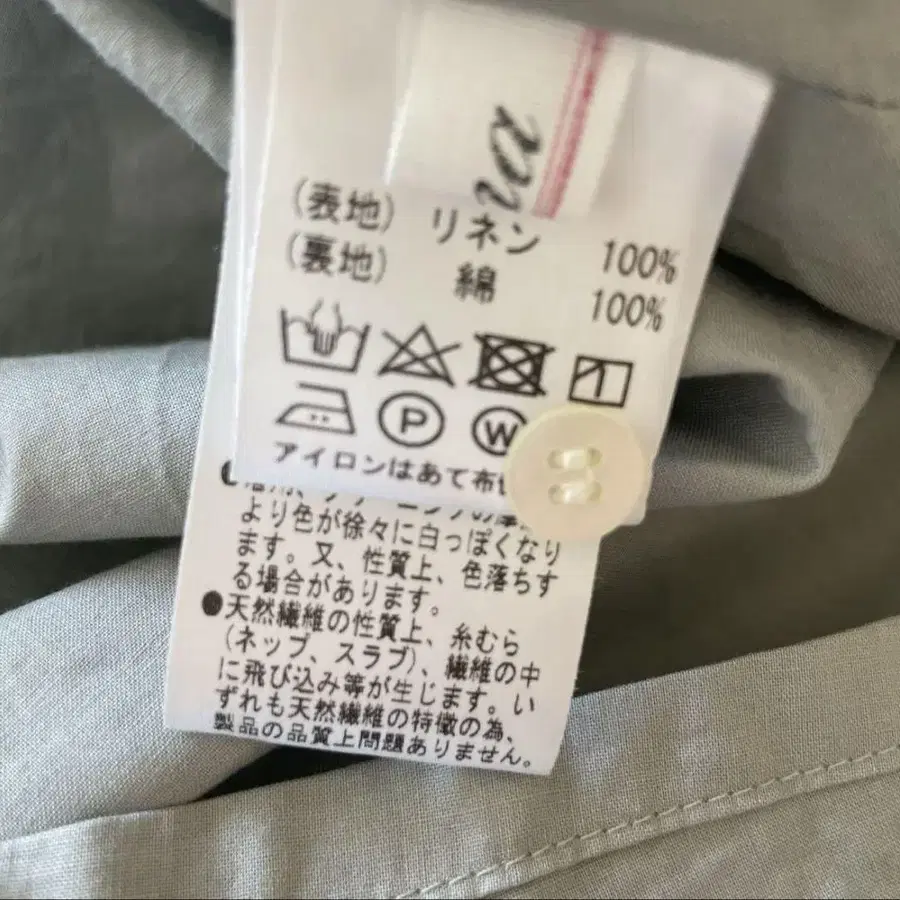 m
(表地) リネン 100%
(裏地) 綿 100%
P W
アイロンはあて布
より色が徐々に白っぽくなり
ます。又、性質上、色落ちす
る場合があります。
●天然繊維の性質上、糸むら
(ネップ、スラブ)、繊維の中
に飛び込み等が生じます。い
ずれも天然繊維の特徴の為、
製品の品質上問題ありません。